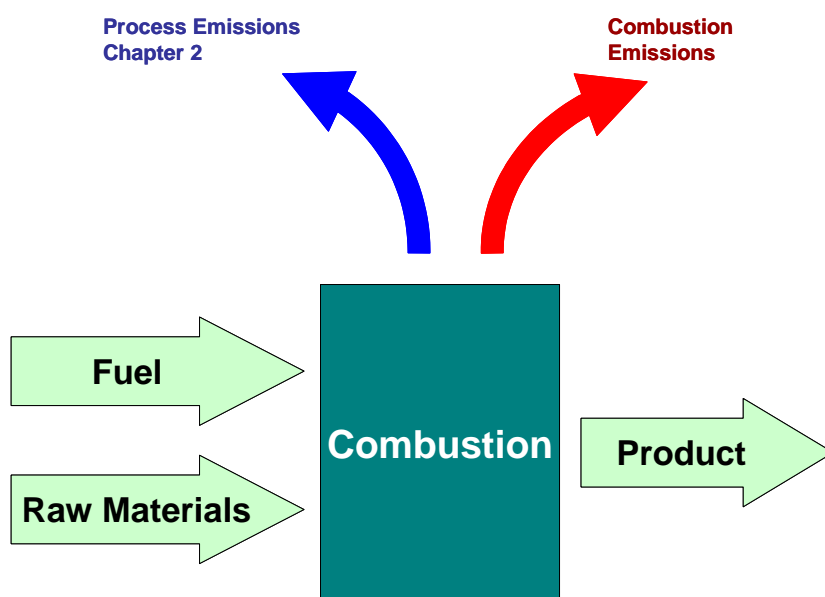 Process Emissions
Chapter 2
Combustion
Emissions
Fuel
Combustion
Product
Raw Materials